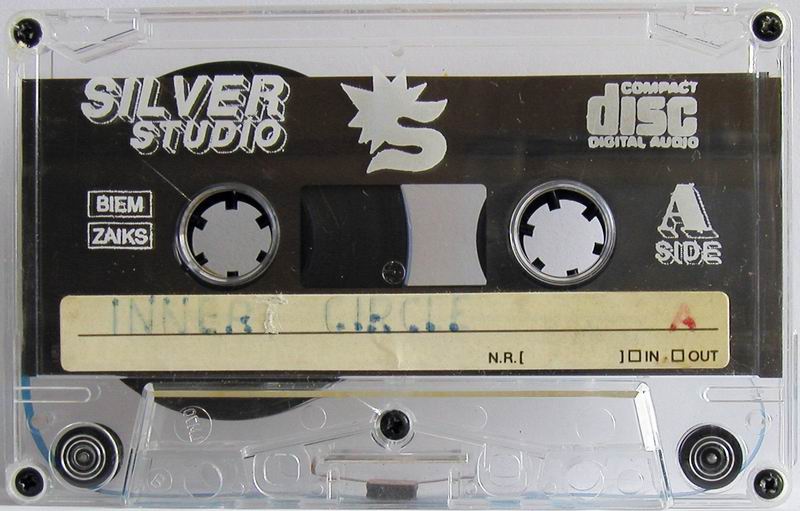 SILVER
STUDIO
S
COMPACT
disc
DIGITAL AUDIO
BIEM
ZAIKS
A
SIDE
INNER CIRCLE A
N.R.[ ] IN OUT